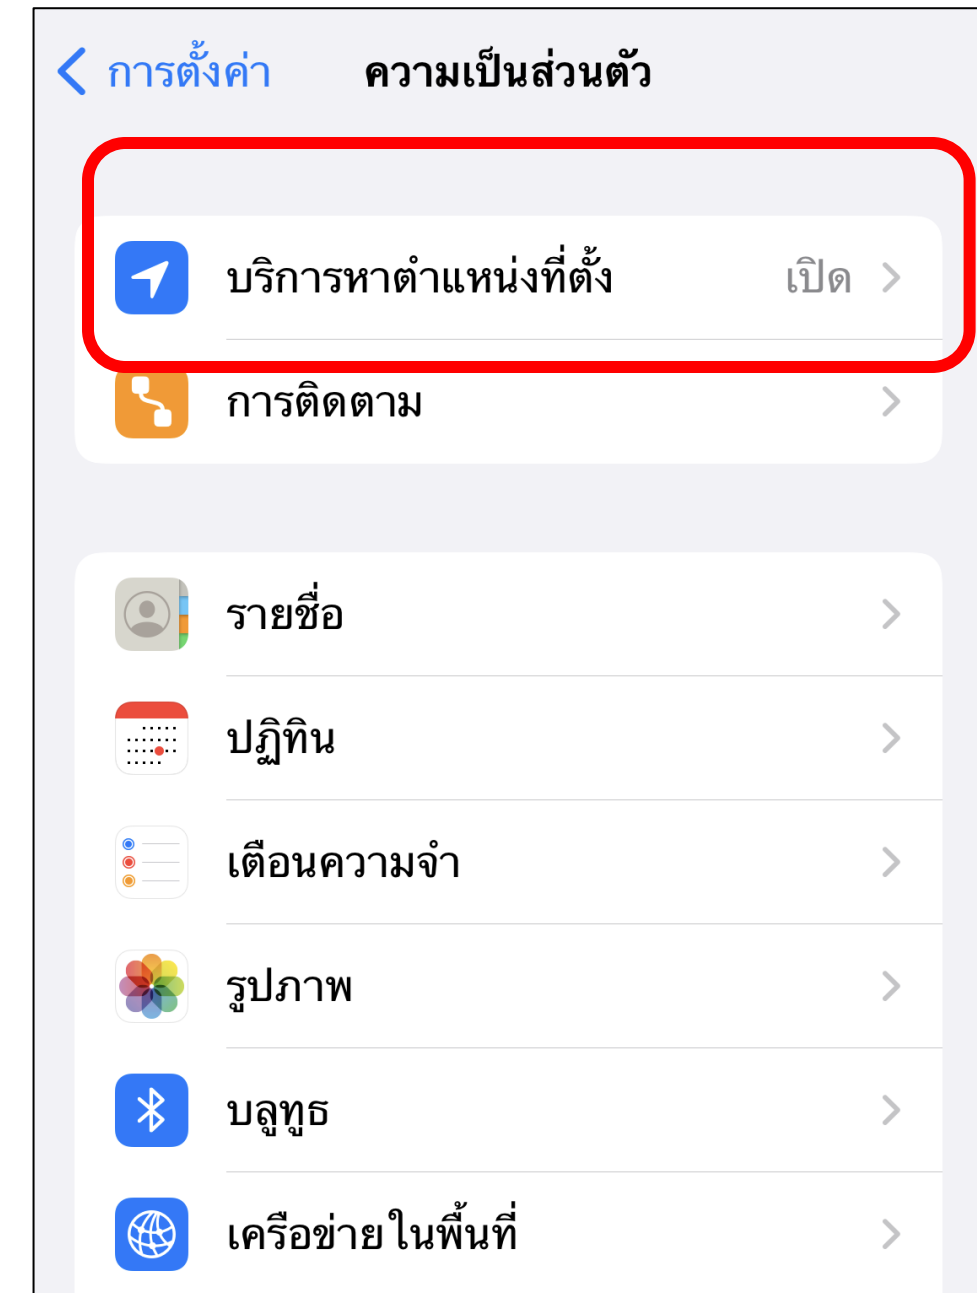 การตั้งค่า ความเป็นส่วนตัว
บริการหาตำแหน่งที่ตั้ง เปิด
การติดตาม
รายชื่อ
ปฏิทิน
เตือนความจำ
รูปภาพ
บลูทูธ
เครือข่ายในพื้นที่